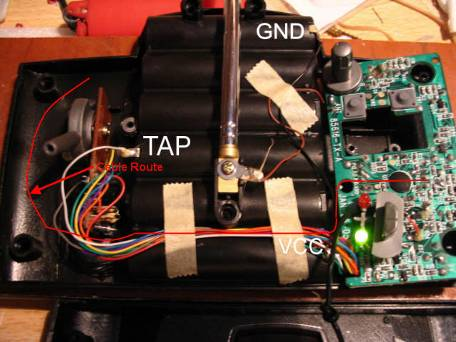 GND
TAP
Cable Route
VCC